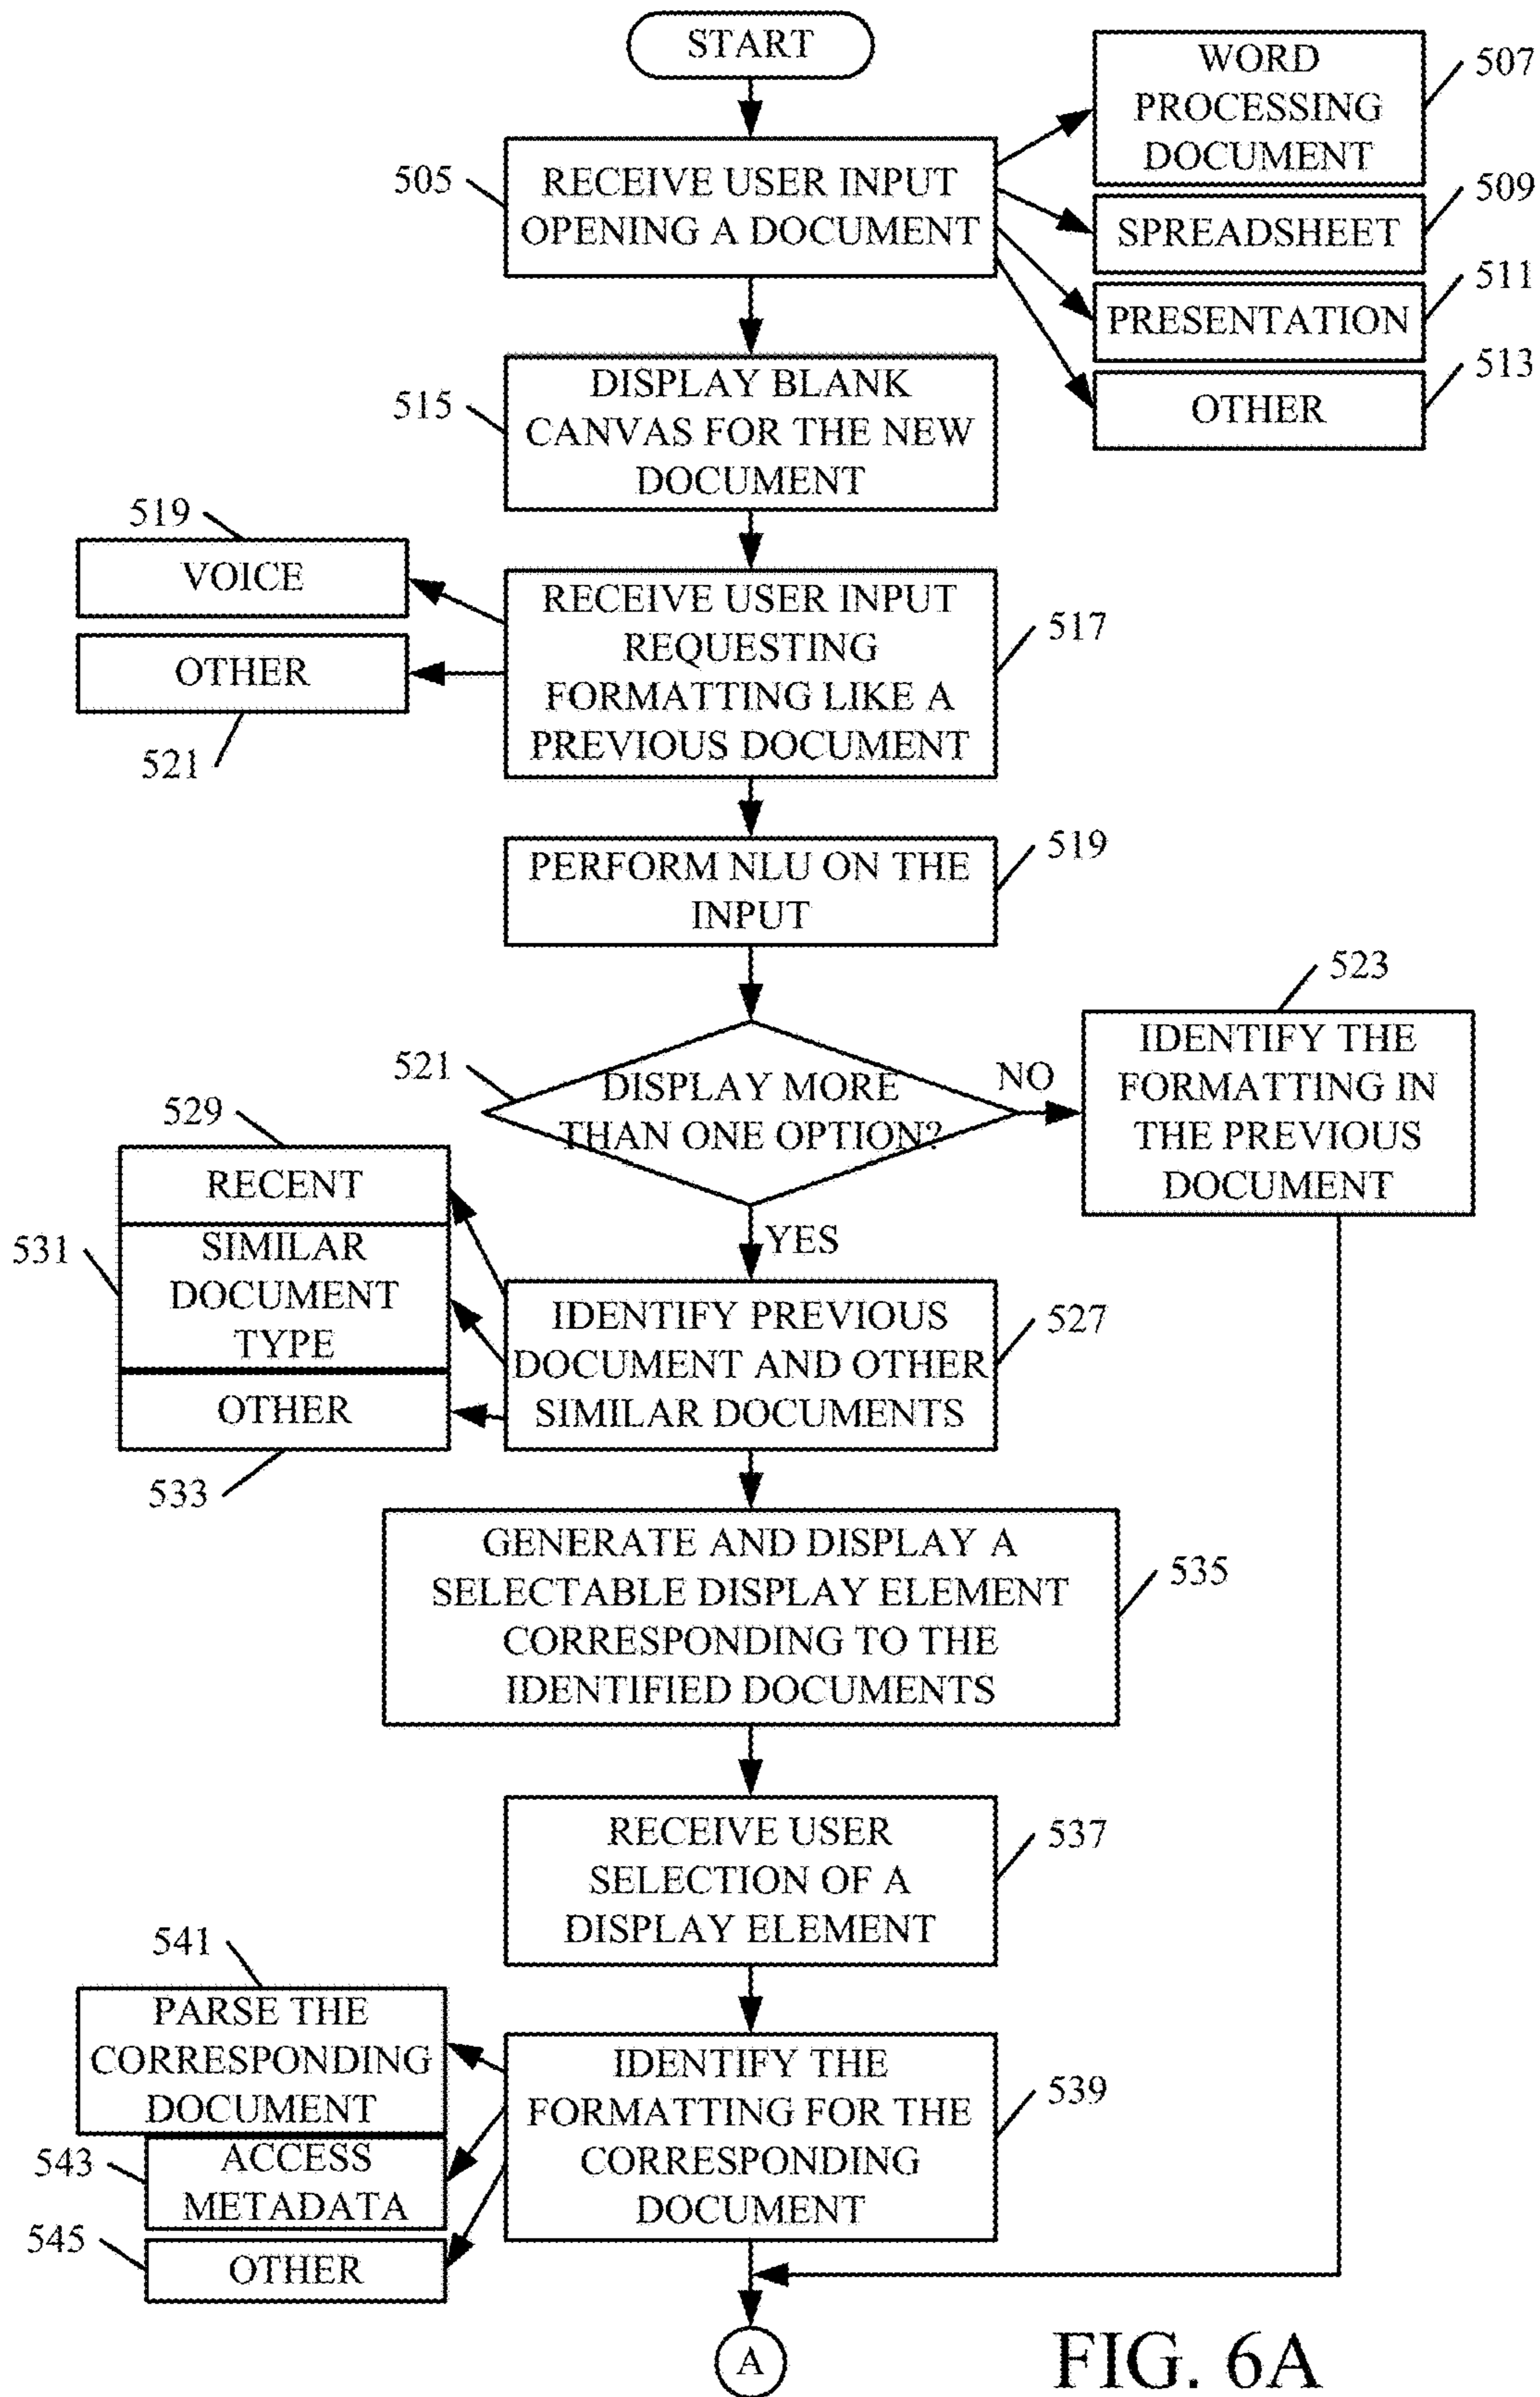 START
WORD
PROCESSING
DOCUMENT
507
505
RECEIVE USER INPUT
OPENING A DOCUMENT
SPREADSHEET
509
PRESENTATION
511
OTHER
513
515
DISPLAY BLANK
CANVAS FOR THE NEW
DOCUMENT
519
VOICE
OTHER
521
RECEIVE USER INPUT
REQUESTING
FORMATTING LIKE A
PREVIOUS DOCUMENT
517
PERFORM NLU ON THE
INPUT
519
521
DISPLAY MORE
THAN ONE OPTION?
NO
523
IDENTIFY THE
FORMATTING IN
THE PREVIOUS
DOCUMENT
YES
529
RECENT
531
SIMILAR
DOCUMENT
TYPE
OTHER
533
IDENTIFY PREVIOUS
DOCUMENT AND OTHER
SIMILAR DOCUMENTS
527
GENERATE AND DISPLAY A
SELECTABLE DISPLAY ELEMENT
CORRESPONDING TO THE
IDENTIFIED DOCUMENTS
535
RECEIVE USER
SELECTION OF A
DISPLAY ELEMENT
537
541
PARSE THE
CORRESPONDING
DOCUMENT
543
ACCESS
METADATA
545
OTHER
IDENTIFY THE
FORMATTING FOR THE
CORRESPONDING
DOCUMENT
539
A
FIG. 6A